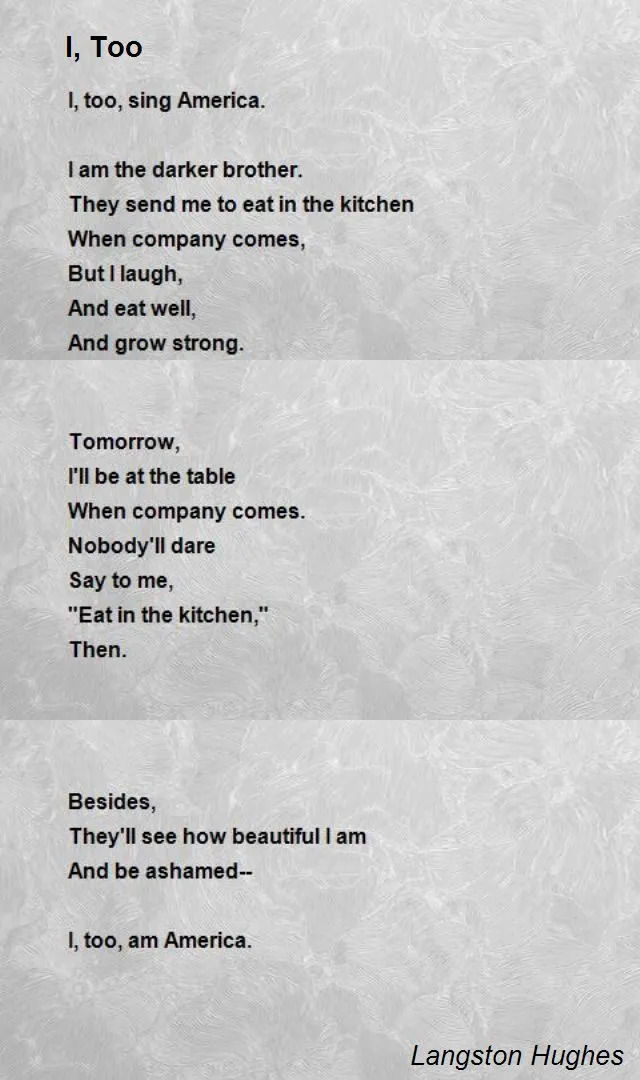 I, Too
I, too, sing America.
I am the darker brother.
They send me to eat in the kitchen
When company comes,
But I laugh,
And eat well,
And grow strong.
Tomorrow,
I'll be at the table
When company comes.
Nobody'll dare
Say to me,
"Eat in the kitchen,"
Then.
Besides,
They'll see how beautiful I am
And be ashamed--
I, too, am America.
Langston Hughes